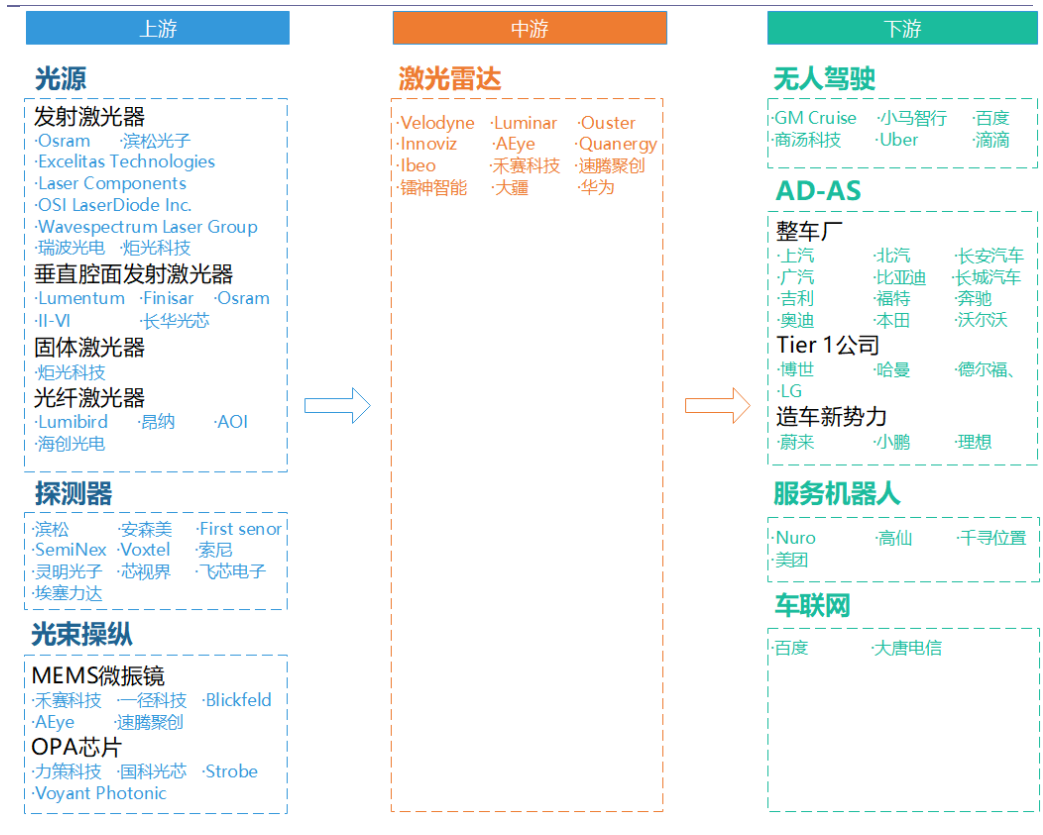 上游
光源
发射激光器
·Osram ·滨松光子
·Excelitas Technologies
·Laser Components
·OSI LaserDiode Inc.
·Wavespectrum Laser Group
·瑞波光电 ·炬光科技
垂直腔面发射激光器
·Lumentum ·Finisar ·Osram
·II-VI ·长华光芯
固体激光器
·炬光科技
光纤激光器
·Lumibird ·昂纳 ·AOI
·海创光电
探测器
·滨松 ·安森美 ·First senor
·SemiNex ·Voxtel ·索尼
·灵明光子 ·芯视界 ·飞芯电子
·埃塞力达
光束操纵
MEMS微振镜
·禾赛科技 ·一径科技 ·Blickfeld
·AEye ·速腾聚创
OPA芯片
·力策科技 ·国科光芯 ·Strobe
·Voyant Photonic
中游
激光雷达
·Velodyne ·Luminar ·Ouster
·Innoviz ·AEye ·Quanergy
·Ibeo ·禾赛科技 ·速腾聚创
·镭神智能 ·大疆 ·华为
下游
无人驾驶
·GM Cruise ·小马智行 ·百度
·商汤科技 ·Uber ·滴滴
AD-AS
整车厂
·上汽 ·北汽 ·长安汽车
·广汽 ·比亚迪 ·长城汽车
·吉利 ·福特 ·奔驰
·奥迪 ·本田 ·沃尔沃
Tier 1公司
·博世 ·哈曼 ·德尔福、
·LG
造车新势力
·蔚来 ·小鹏 ·理想
服务机器人
·Nuro ·高仙 ·千寻位置
·美团
车联网
·百度 ·大唐电信